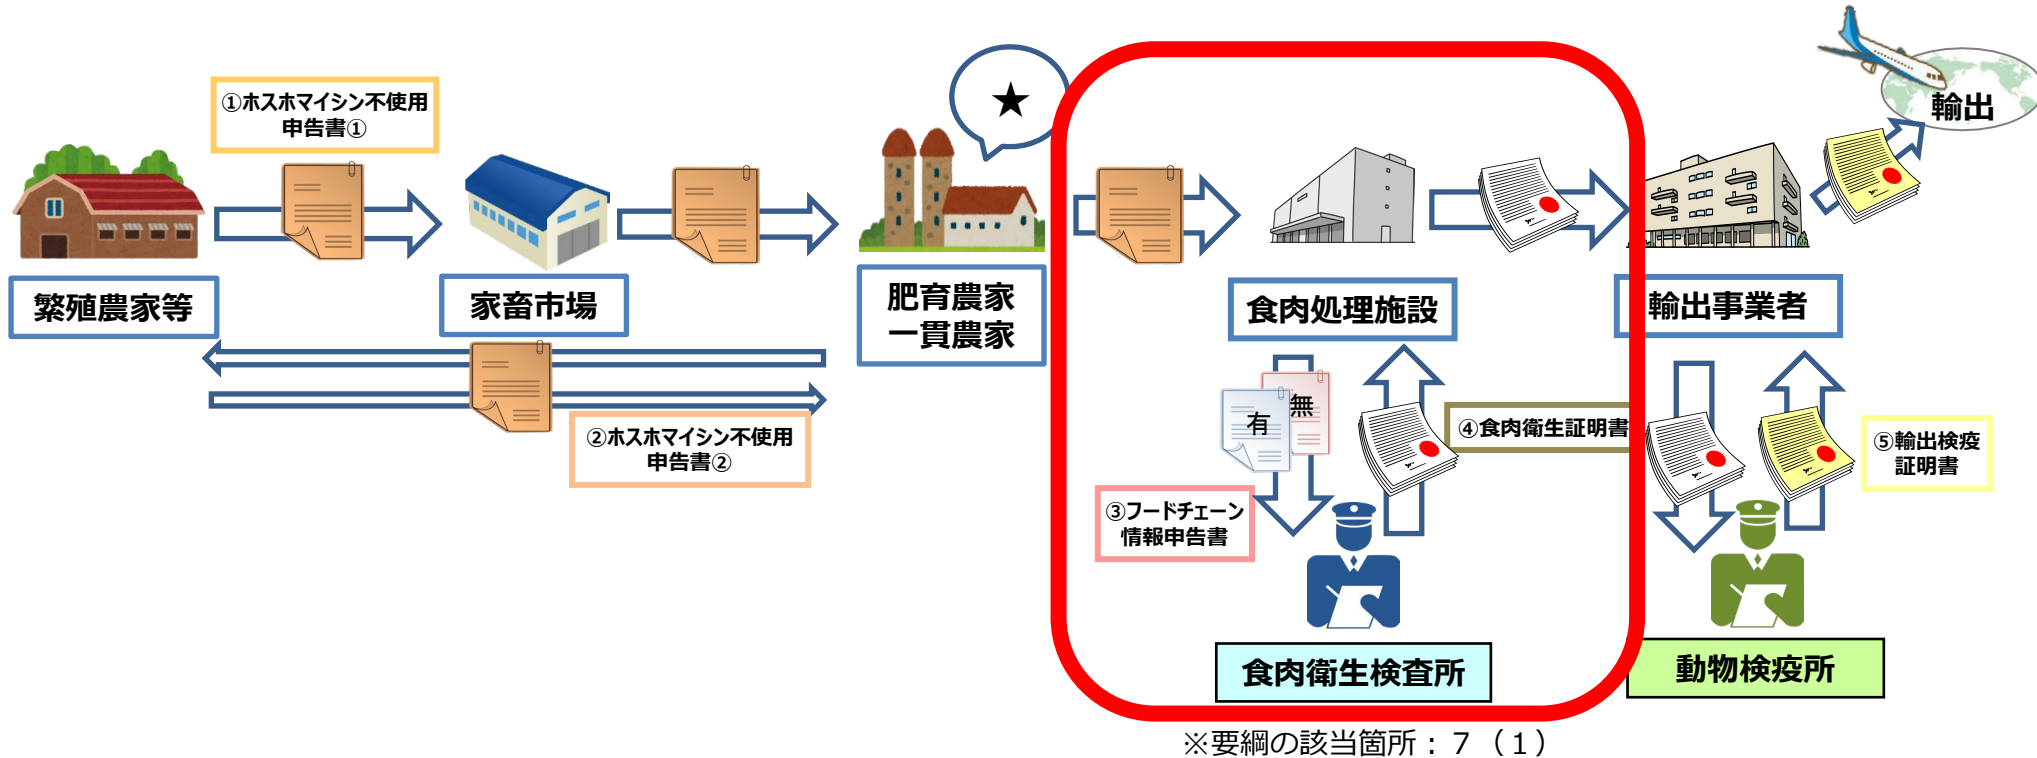 ①ホスホマイシン不使用
申告書①
★
輸出
繁殖農家等
家畜市場
肥育農家
一貫農家
食肉処理施設
輸出事業者
②ホスホマイシン不使用
申告書②
有
無
③フードチェーン
情報申告書
④食肉衛生証明書
⑤輸出検疫
証明書
食肉衛生検査所
動物検疫所
※要綱の該当箇所：７（１）